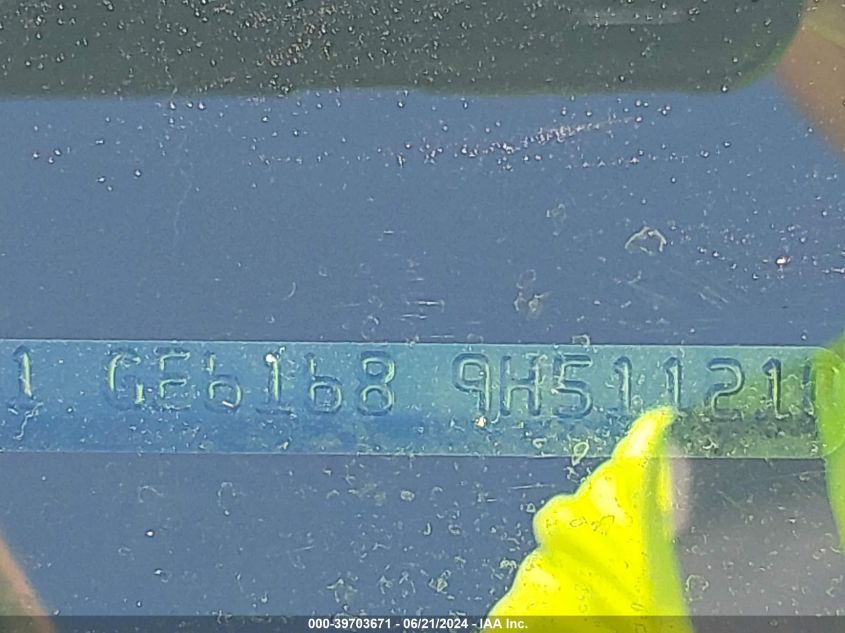 1 GE6168 9H51121
000-39703671 / 06/21/2024 - IAA Inc.